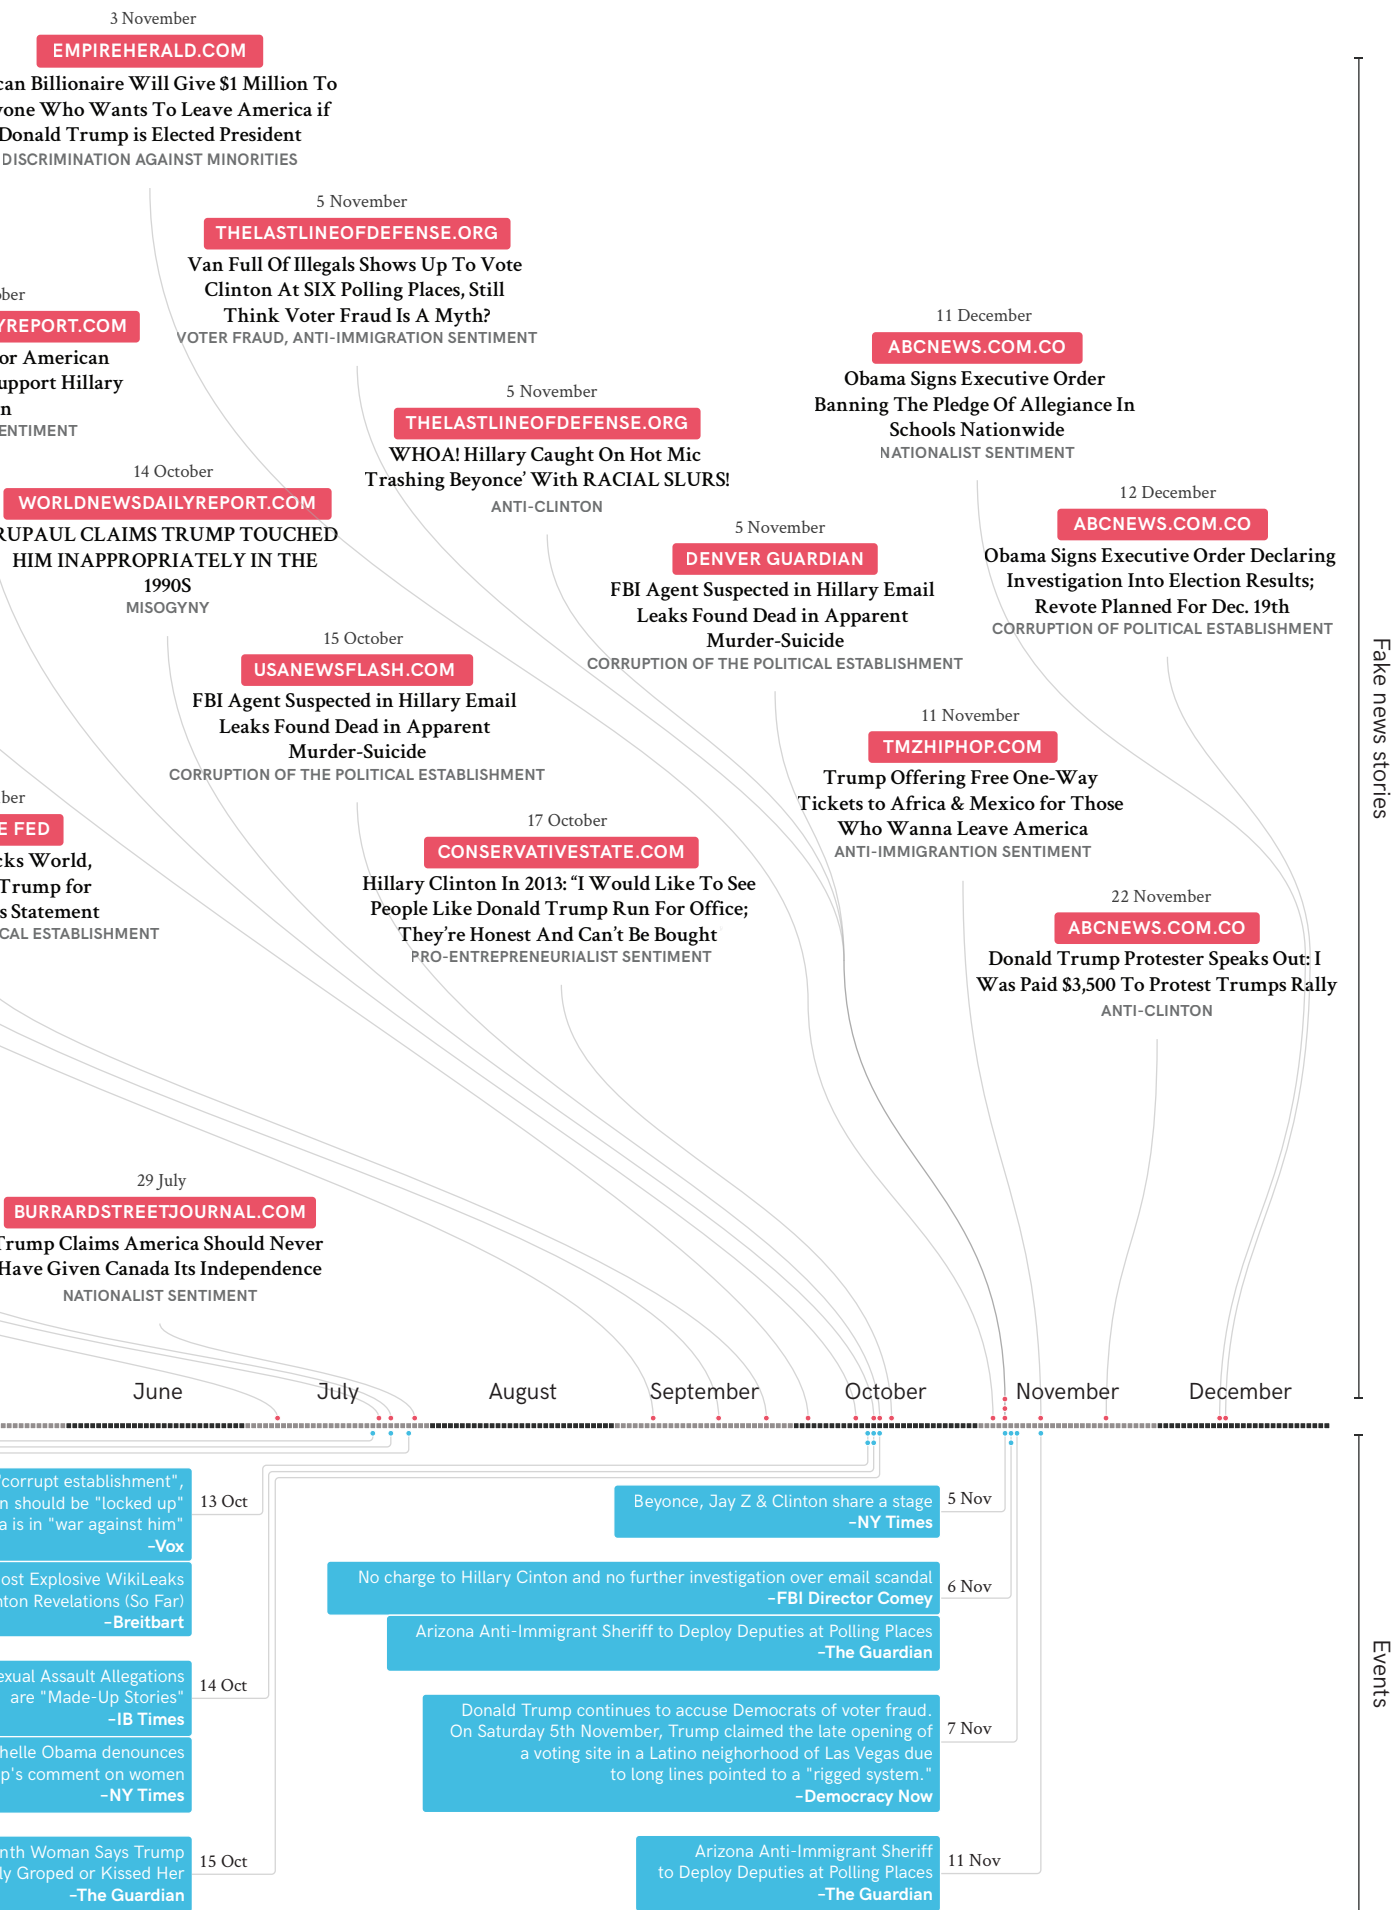 3 November
EMPIREHERALD.COM
can Billionaire Will Give $1 Million To
yone Who Wants To Leave America if
Donald Trump is Elected President
DISCRIMINATION AGAINST MINORITIES
5 November
THELASTLINEOFDEFENSE.ORG
Van Full Of Illegals Shows Up To Vote
Clinton At SIX Polling Places, Still
Think Voter Fraud Is A Myth?
VOTER FRAUD, ANTI-IMMIGRATION SENTIMENT
ber
YREPORT.COM
or American
upport Hillary
n
ENTIMENT
11 December
ABCNEWS.COM.CO
Obama Signs Executive Order
Banning The Pledge Of Allegiance In
Schools Nationwide
NATIONALIST SENTIMENT
5 November
THELASTLINEOFDEFENSE.ORG
WHOA! Hillary Caught On Hot Mic
Trashing Beyonce’ With RACIAL SLURS!
ANTI-CLINTON
14 October
WORLDNEWSDAILYREPORT.COM
RUPAUL CLAIMS TRUMP TOUCHED
HIM INAPPROPRIATELY IN THE
1990S
MISOGYNY
12 December
ABCNEWS.COM.CO
Obama Signs Executive Order Declaring
Investigation Into Election Results;
Revote Planned For Dec. 19th
CORRUPTION OF POLITICAL ESTABLISHMENT
5 November
DENVER GUARDIAN
FBI Agent Suspected in Hillary Email
Leaks Found Dead in Apparent
Murder-Suicide
CORRUPTION OF THE POLITICAL ESTABLISHMENT
15 October
USANEWSFLASH.COM
FBI Agent Suspected in Hillary Email
Leaks Found Dead in Apparent
Murder-Suicide
CORRUPTION OF THE POLITICAL ESTABLISHMENT
11 November
TMZHIPHOP.COM
Trump Offering Free One-Way
Tickets to Africa & Mexico for Those
Who Wanna Leave America
ANTI-IMMIGRANTION SENTIMENT
Fake news stories
ber
E FED
cks World,
Trump for
s Statement
CAL ESTABLISHMENT
17 October
CONSERVATIVESTATE.COM
Hillary Clinton In 2013: “I Would Like To See
People Like Donald Trump Run For Office;
They’re Honest And Can’t Be Bought
PRO-ENTREPRENEURIALIST SENTIMENT
22 November
ABCNEWS.COM.CO
Donald Trump Protester Speaks Out: I
Was Paid $3,500 To Protest Trumps Rally
ANTI-CLINTON
29 July
BURRARDSTREETJOURNAL.COM
Trump Claims America Should Never
Have Given Canada Its Independence
NATIONALIST SENTIMENT
June July August September October November December
"corrupt establishment",
n should be "locked up"
a is in "war against him"
–Vox
13 Oct
ost Explosive WikiLeaks
nton Revelations (So Far)
–Breitbart
exual Assault Allegations
are "Made-Up Stories"
–IB Times
14 Oct
helle Obama denounces
p's comment on women
–NY Times
nth Woman Says Trump
ly Groped or Kissed Her
–The Guardian
15 Oct
Beyonce, Jay Z & Clinton share a stage
–NY Times
5 Nov
No charge to Hillary Cinton and no further investigation over email scandal
–FBI Director Comey
6 Nov
Arizona Anti-Immigrant Sheriff to Deploy Deputies at Polling Places
–The Guardian
Donald Trump continues to accuse Democrats of voter fraud.
On Saturday 5th November, Trump claimed the late opening of
a voting site in a Latino neighorhood of Las Vegas due
to long lines pointed to a "rigged system."
–Democracy Now
7 Nov
Arizona Anti-Immigrant Sheriff
to Deploy Deputies at Polling Places
–The Guardian
11 Nov
Events